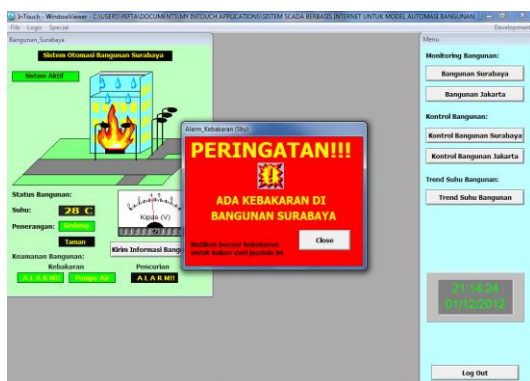 InTouch - WindowViewer - C:\USERS\YEFTA\DOCUMENTS\MY INTOUCH APPLICATIONS\SISTEM SCADA BERBASIS INTERNET UNTUK MODEL AUTOMASI BANGUNAN
File Logic Special
Development
Bangunan_Surabaya
Sistem Otomasi Bangunan Surabaya
Sistem Aktif
Status Bangunan:
Suhu: 28 C
Kipas (V)
Penerangan: Gedung
Taman
Kirim Informasi Bang
Keamanan Bangunan:
Kebakaran Pencurian
ALARM!! Pompa Air ALARM!!
Alarm_Kebakaran (Sby)
PERINGATAN!!!
ADA KEBAKARAN DI
BANGUNAN SURABAYA
Matikan buzzer kebakaran
untuk keluar dari jendela ini
Close
Menu
Monitoring Bangunan:
Bangunan Surabaya
Bangunan Jakarta
Kontrol Bangunan:
Kontrol Bangunan Surabaya
Kontrol Bangunan Jakarta
Trend Suhu Bangunan:
Trend Suhu Bangunan
21:14:24
01/12/2012
Log Out